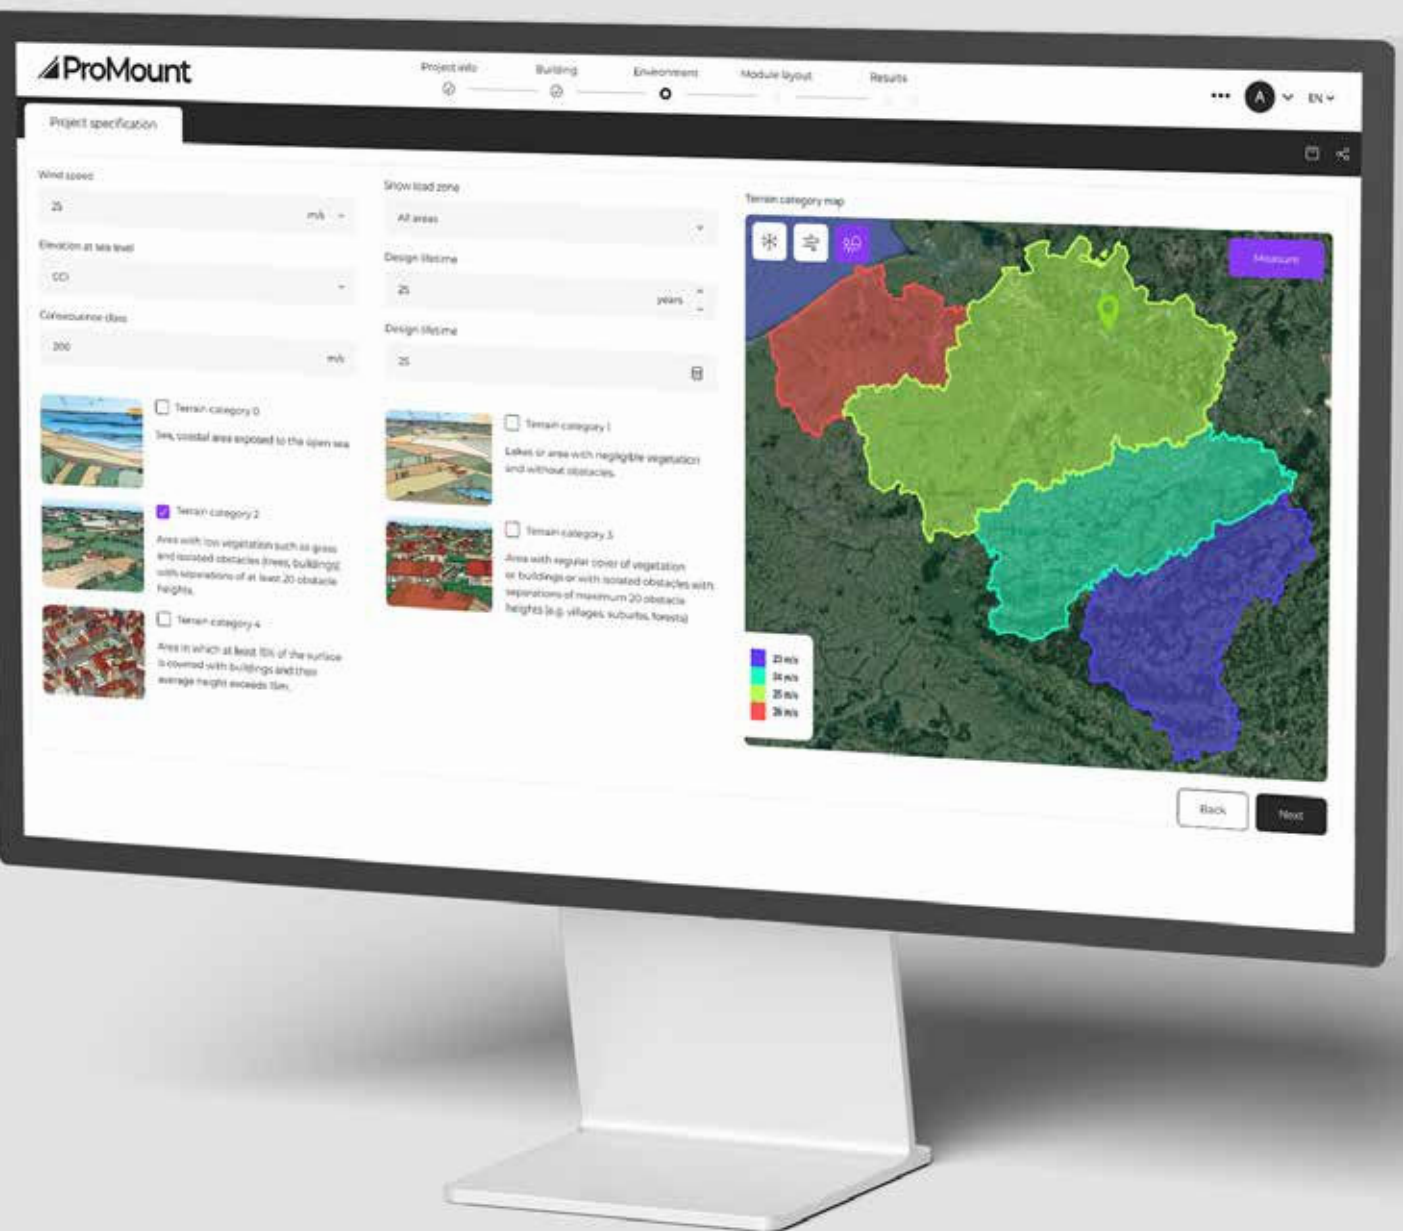 ProMount
Project info
Building
Environment
Module layout
Results
A
EN
Project specification
Wind speed
25
m/s
Elevation at sea level
CC1
Consequence class
200
m/s
Snow load zone
All areas
Design lifetime
25
years
Design lifetime
25
Terrain category 0
Sea, coastal area exposed to the open sea
Terrain category 1
Lakes or area with negligible vegetation
and without obstacles.
Terrain category 2
Area with low vegetation such as grass
and isolated obstacles (trees, buildings)
with separations of at least 20 obstacle
heights.
Terrain category 3
Area with regular cover of vegetation
or buildings or with isolated obstacles with
separations of maximum 20 obstacle
heights (e.g. villages, suburbs, forests)
Terrain category 4
Area in which at least 15% of the surface
is covered with buildings and their
average height exceeds 15m.
Terrain category map
Measure
23 m/s
24 m/s
25 m/s
26 m/s
Back
Next